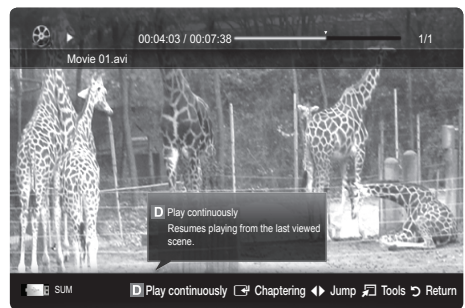 00:04:03 / 00:07:38 1/1
Movie 01.avi
D Play continuously
Resumes playing from the last viewed
scene.
SUM D Play continuously Chaptering Jump Tools Return